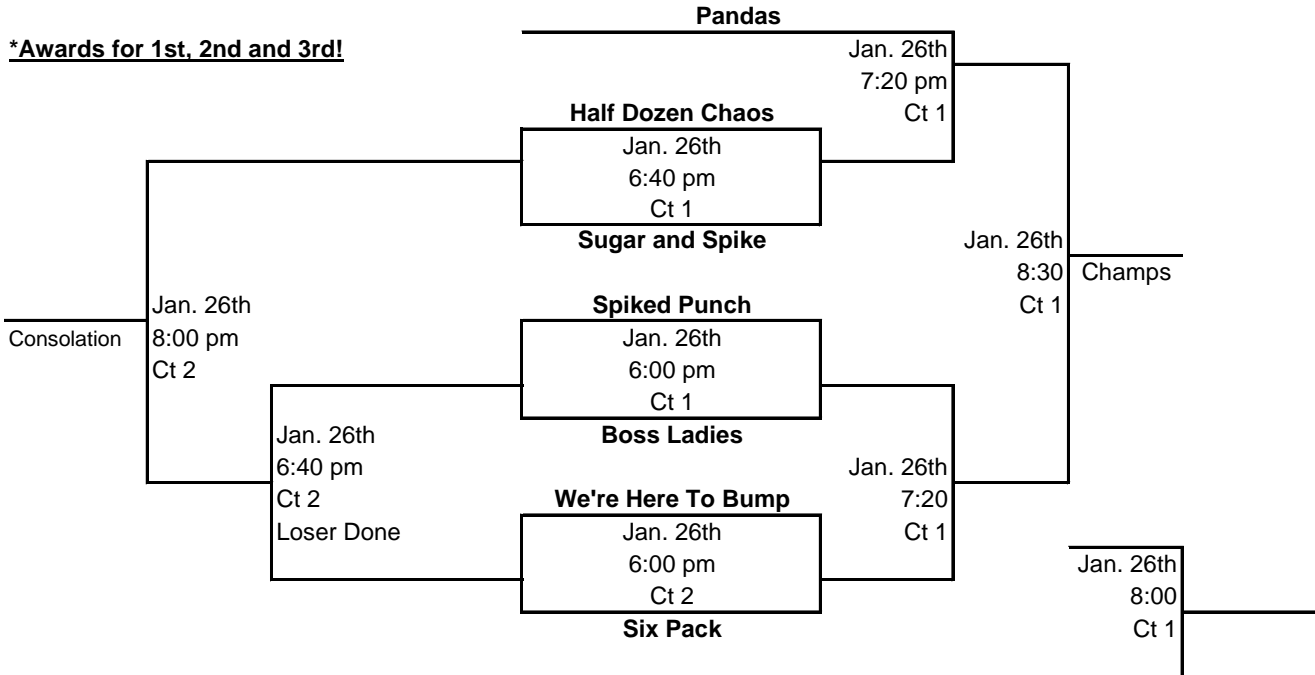 Pandas
*Awards for 1st, 2nd and 3rd!
Jan. 26th
7:20 pm
Ct 1
Half Dozen Chaos
Jan. 26th
6:40 pm
Ct 1
Sugar and Spike
Jan. 26th
8:30
Ct 1
Champs
Spiked Punch
Jan. 26th
6:00 pm
Ct 1
Boss Ladies
Jan. 26th
8:00 pm
Ct 2
Consolation
Jan. 26th
6:40 pm
Ct 2
Loser Done
Jan. 26th
7:20
Ct 1
We're Here To Bump
Jan. 26th
6:00 pm
Ct 2
Six Pack
Jan. 26th
8:00
Ct 1